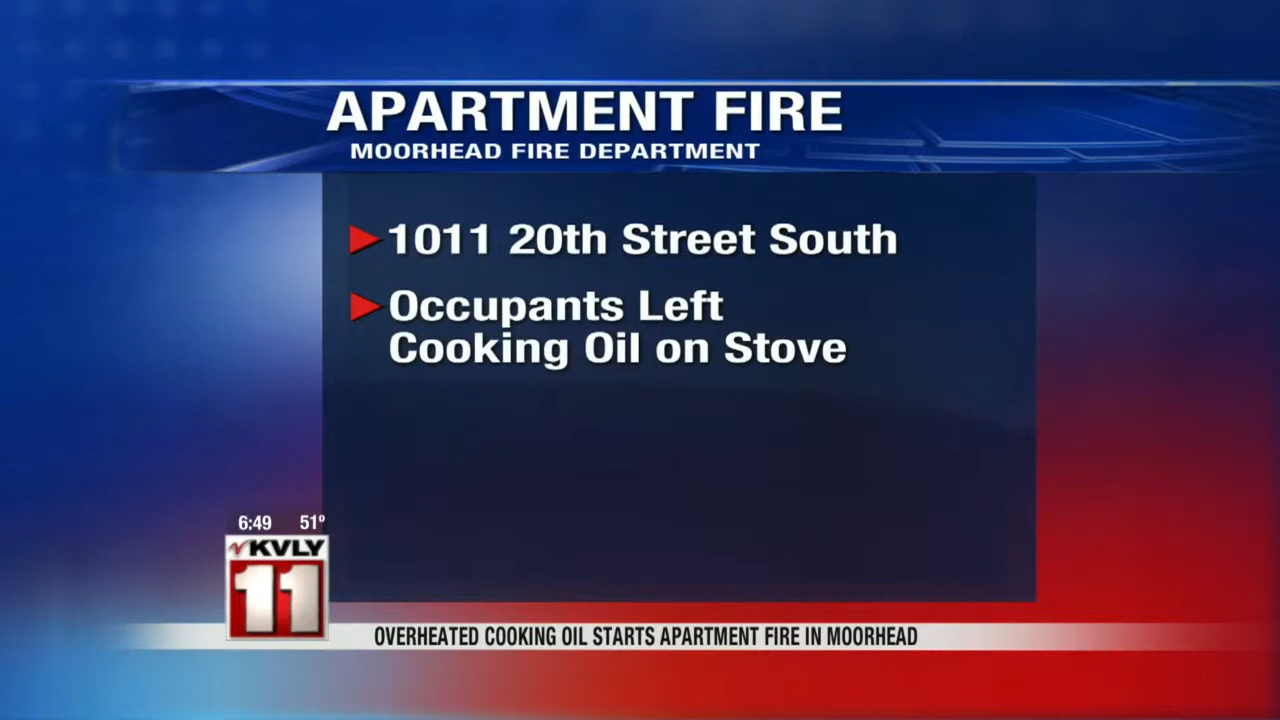 APARTMENT FIRE
MOORHEAD FIRE DEPARTMENT
1011 20th Street South
Occupants Left
Cooking Oil on Stove
6:49 51º
KVLY
11
OVERHEATED COOKING OIL STARTS APARTMENT FIRE IN MOORHEAD